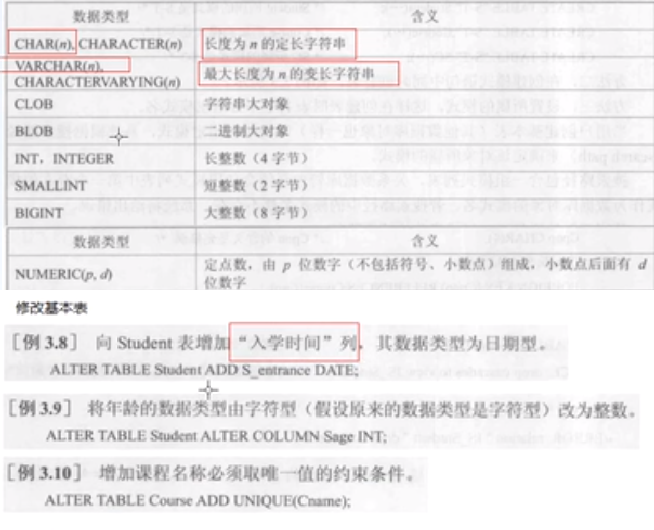 数据类型 含义
CHAR(n), CHARACTER(n) 长度为 n 的定长字符串
VARCHAR(n),
CHARACTERVARYING(n) 最大长度为 n 的变长字符串
CLOB 字符串大对象
BLOB 二进制大对象
INT，INTEGER 长整数（4 字节）
SMALLINT 短整数（2 字节）
BIGINT 大整数（8 字节）
数据类型 含义
NUMERIC(p, d) 定点数，由 p 位数字（不包括符号、小数点）组成，小数点后面有 d
位数字
修改基本表
［例 3.8］ 向 Student 表增加“入学时间”列，其数据类型为日期型。
ALTER TABLE Student ADD S_entrance DATE;
［例 3.9］ 将年龄的数据类型由字符型（假设原来的数据类型是字符型）改为整数。
ALTER TABLE Student ALTER COLUMN Sage INT;
［例 3.10］ 增加课程名称必须取唯一值的约束条件。
ALTER TABLE Course ADD UNIQUE(Cname);